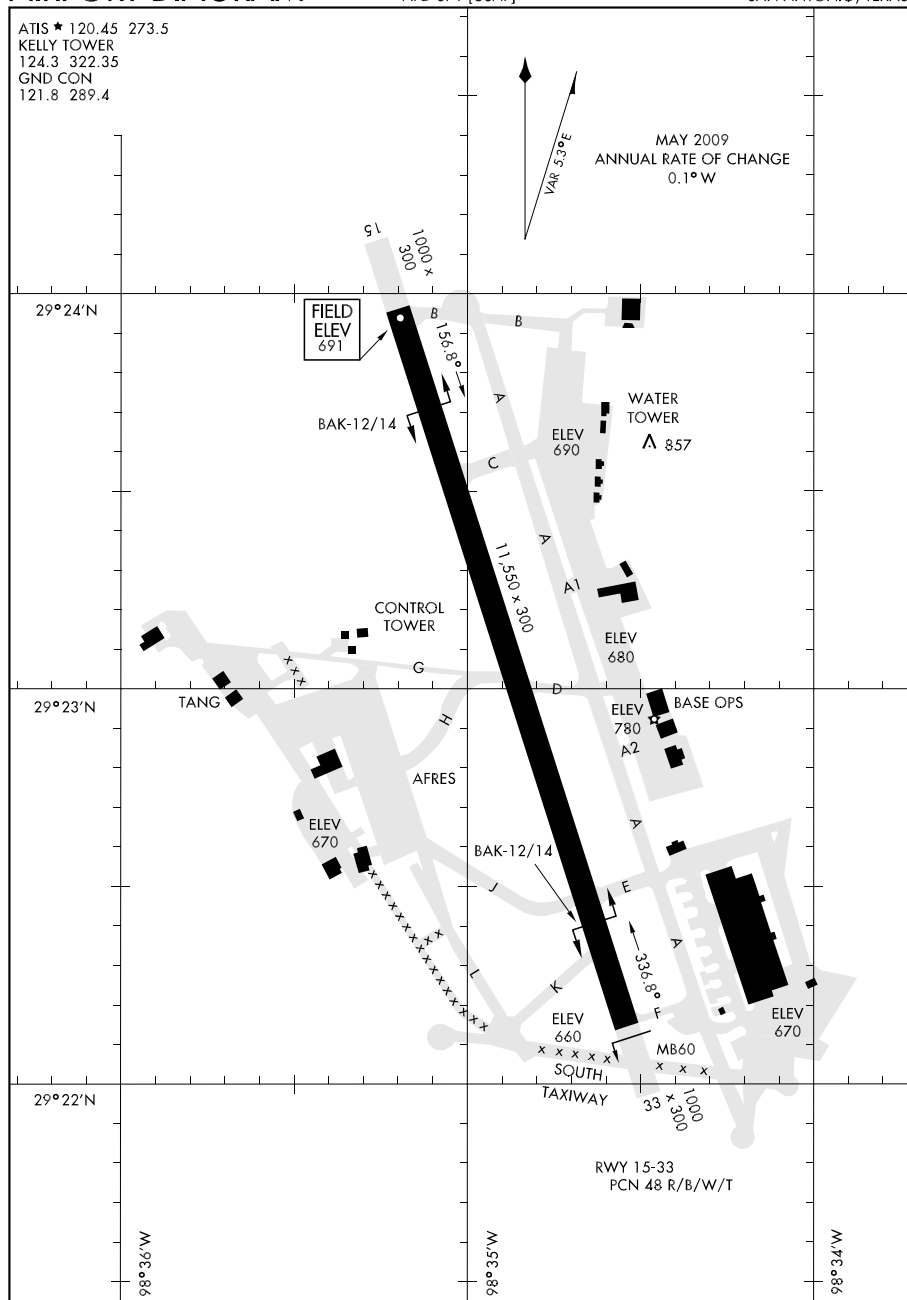 ATIS ★ 120.45 273.5
KELLY TOWER
124.3 322.35
GND CON
121.8 289.4
VAR 5.3°E
MAY 2009
ANNUAL RATE OF CHANGE
0.1° W
15
1000 x
300
29°24'N
FIELD
ELEV
691
B
B
156.8°
A
BAK-12/14
WATER
TOWER
857
ELEV
690
C
A
11,550 x 300
A1
CONTROL
TOWER
ELEV
680
G
D
29°23'N
TANG
H
ELEV
780
BASE OPS
A2
AFRES
A
ELEV
670
BAK-12/14
J
E
A
L
K
336.8°
F
ELEV
660
ELEV
670
x x x x x
MB60
x x x
SOUTH
TAXIWAY
29°22'N
33
1000
x 300
RWY 15-33
PCN 48 R/B/W/T
98°36'W
98°35'W
98°34'W